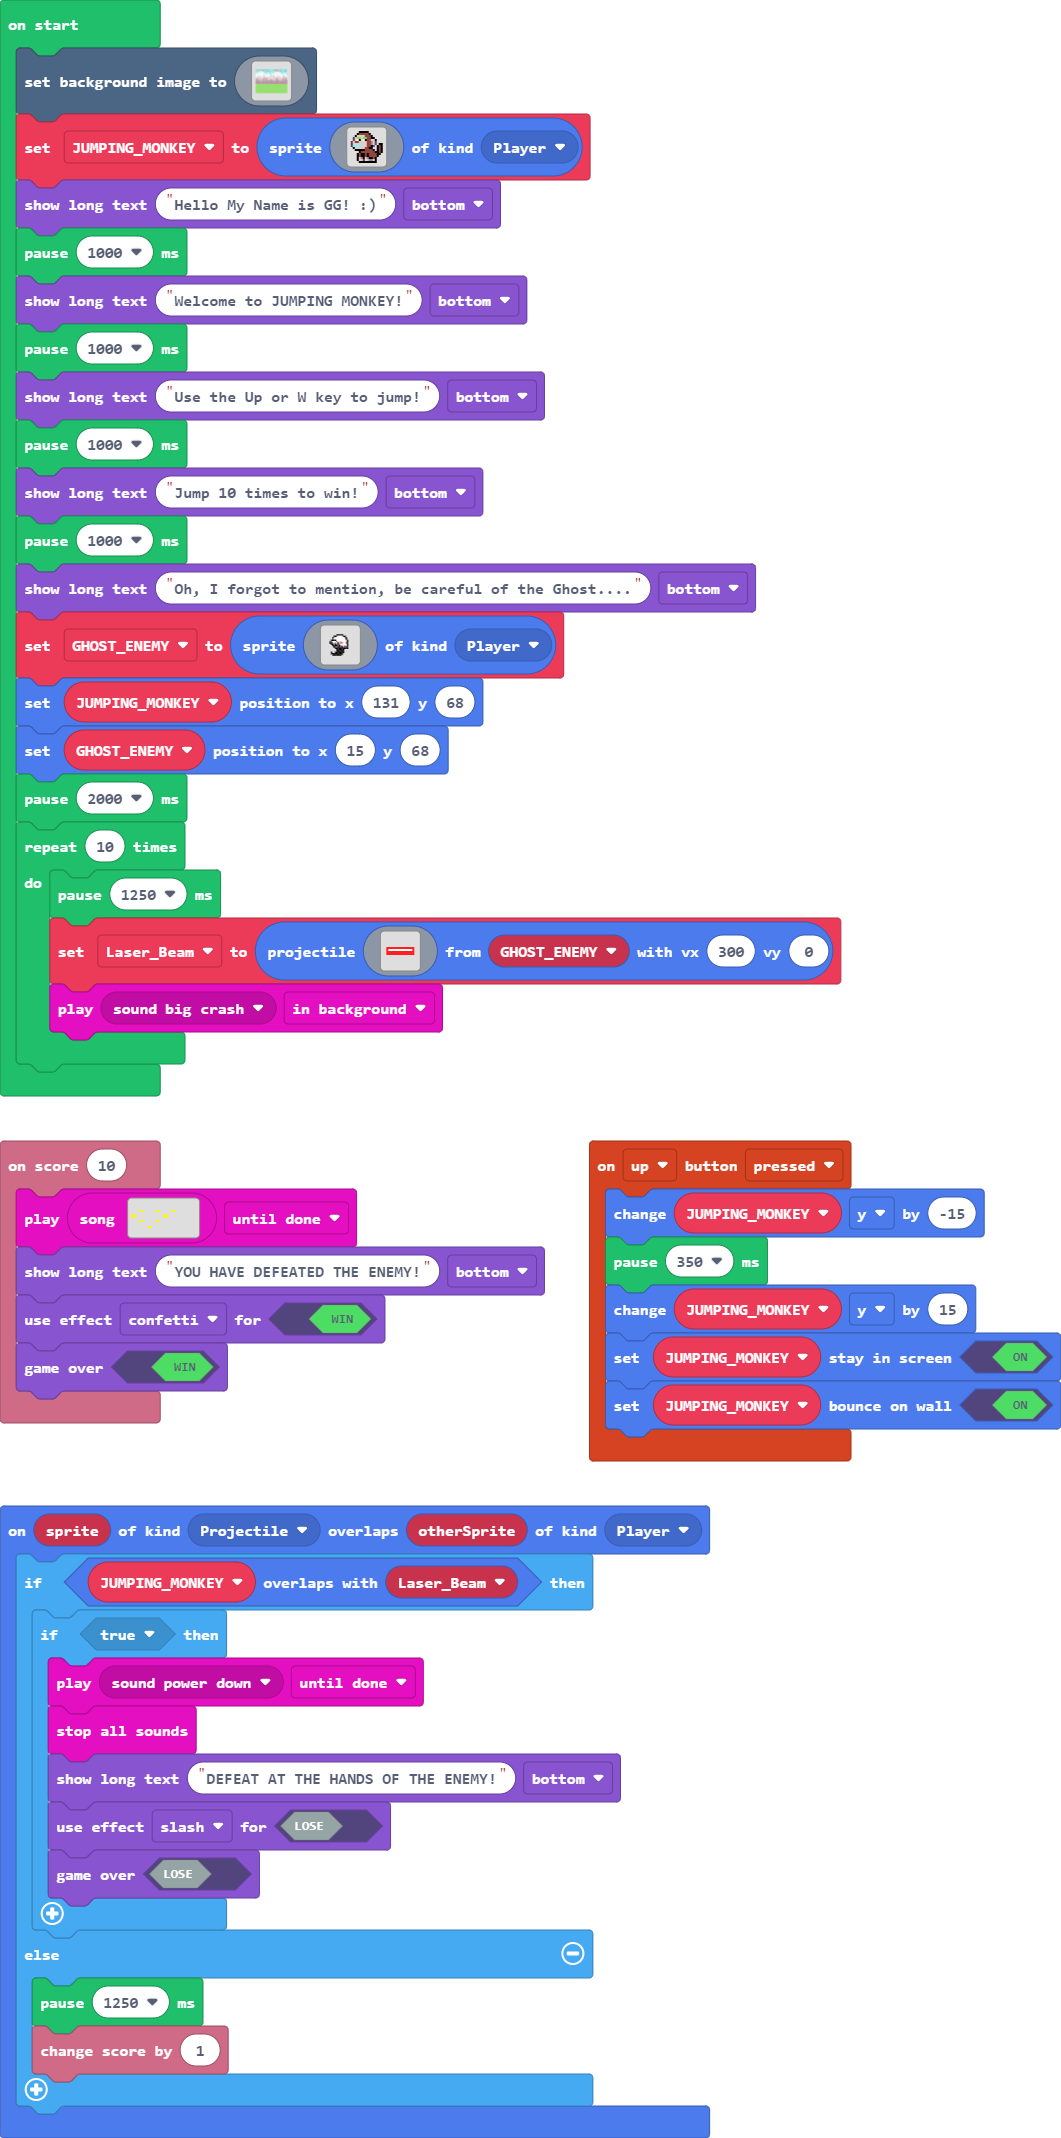 on start
set background image to
set JUMPING_MONKEY to sprite of kind Player
show long text "Hello My Name is GG! :)" bottom
pause 1000 ms
show long text "Welcome to JUMPING MONKEY!" bottom
pause 1000 ms
show long text "Use the Up or W key to jump!" bottom
pause 1000 ms
show long text "Jump 10 times to win!" bottom
pause 1000 ms
show long text "Oh, I forgot to mention, be careful of the Ghost...." bottom
set GHOST_ENEMY to sprite of kind Player
set JUMPING_MONKEY position to x 131 y 68
set GHOST_ENEMY position to x 15 y 68
pause 2000 ms
repeat 10 times
do
pause 1250 ms
set Laser_Beam to projectile from GHOST_ENEMY with vx 300 vy 0
play sound big crash in background
on score 10
play song until done
show long text "YOU HAVE DEFEATED THE ENEMY!" bottom
use effect confetti for WIN
game over WIN
on up button pressed
change JUMPING_MONKEY y by -15
pause 350 ms
change JUMPING_MONKEY y by 15
set JUMPING_MONKEY stay in screen ON
set JUMPING_MONKEY bounce on wall ON
on sprite of kind Projectile overlaps otherSprite of kind Player
if JUMPING_MONKEY overlaps with Laser_Beam then
if true then
play sound power down until done
stop all sounds
show long text "DEFEAT AT THE HANDS OF THE ENEMY!" bottom
use effect slash for LOSE
game over LOSE
else
pause 1250 ms
change score by 1